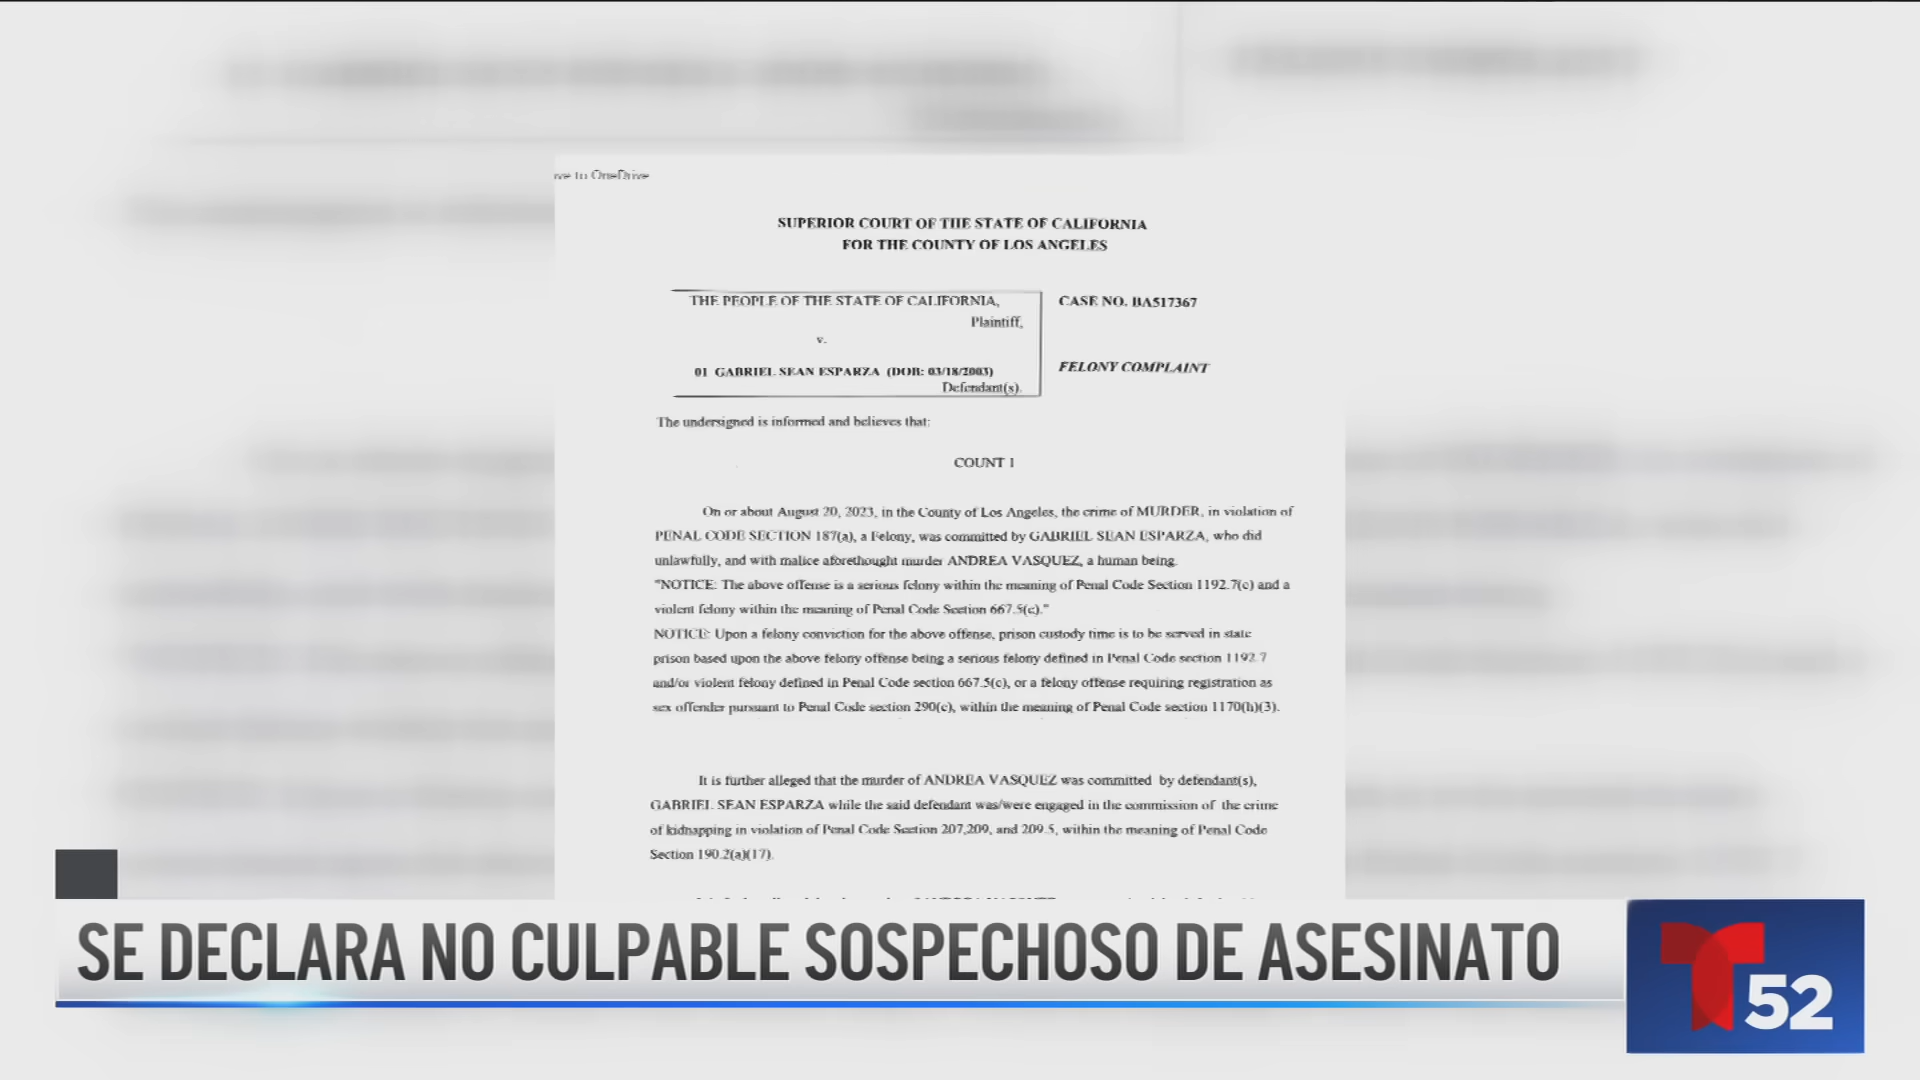 ve to OneDrive
SUPERIOR COURT OF THE STATE OF CALIFORNIA
FOR THE COUNTY OF LOS ANGELES
THE PEOPLE OF THE STATE OF CALIFORNIA,
Plaintiff,
v.
01 GABRIEL SEAN ESPARZA (DOB: 03/18/2003)
Defendant(s).
CASE NO. BA517367
FELONY COMPLAINT
The undersigned is informed and believes that:
COUNT 1
On or about August 20, 2023, in the County of Los Angeles, the crime of MURDER, in violation of
PENAL CODE SECTION 187(a), a Felony, was committed by GABRIEL SEAN ESPARZA, who did
unlawfully, and with malice aforethought murder ANDREA VASQUEZ, a human being.
"NOTICE: The above offense is a serious felony within the meaning of Penal Code Section 1192.7(c) and a
violent felony within the meaning of Penal Code Section 667.5(c)."
NOTICE: Upon a felony conviction for the above offense, prison custody time is to be served in state
prison based upon the above felony offense being a serious felony defined in Penal Code section 1192.7
and/or violent felony defined in Penal Code section 667.5(c), or a felony offense requiring registration as
sex offender pursuant to Penal Code section 290(c), within the meaning of Penal Code section 1170(h)(3).
It is further alleged that the murder of ANDREA VASQUEZ was committed by defendant(s),
GABRIEL SEAN ESPARZA while the said defendant was/were engaged in the commission of the crime
of kidnapping in violation of Penal Code Section 207,209, and 209.5, within the meaning of Penal Code
Section 190.2(a)(17).
SE DECLARA NO CULPABLE SOSPECHOSO DE ASESINATO
T 52